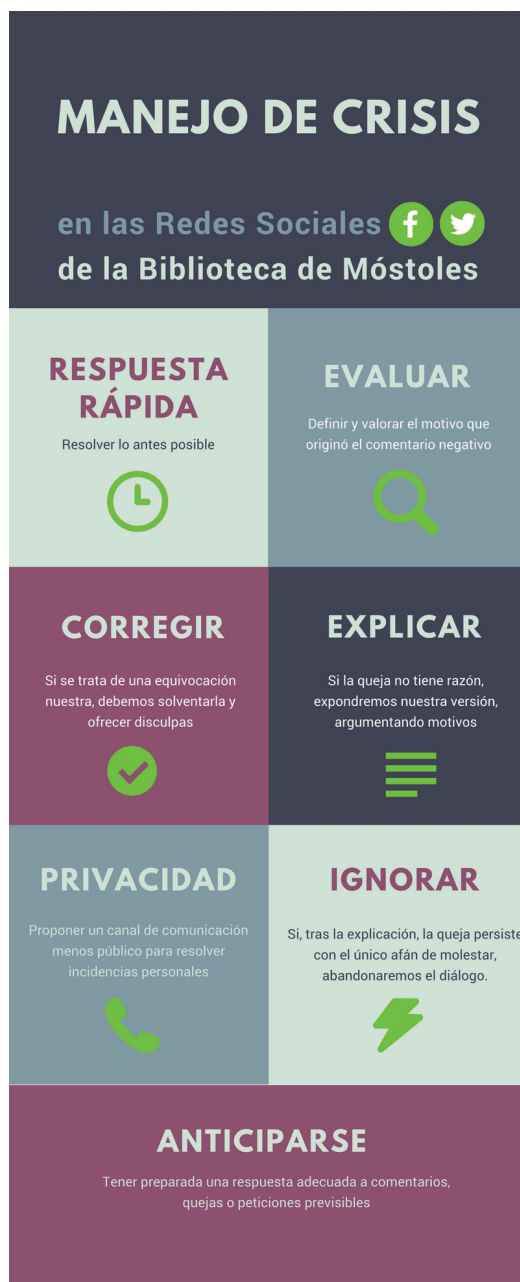 MANEJO DE CRISIS
en las Redes Sociales
de la Biblioteca de Móstoles
RESPUESTA
RÁPIDA
Resolver lo antes posible
EVALUAR
Definir y valorar el motivo que
originó el comentario negativo
CORREGIR
Si se trata de una equivocación
nuestra, debemos solventarla y
ofrecer disculpas
EXPLICAR
Si la queja no tiene razón,
expondremos nuestra versión,
argumentando motivos
PRIVACIDAD
Proponer un canal de comunicación
menos público para resolver
incidencias personales
IGNORAR
Si, tras la explicación, la queja persiste
con el único afán de molestar,
abandonaremos el diálogo.
ANTICIPARSE
Tener preparada una respuesta adecuada a comentarios,
quejas o peticiones previsibles